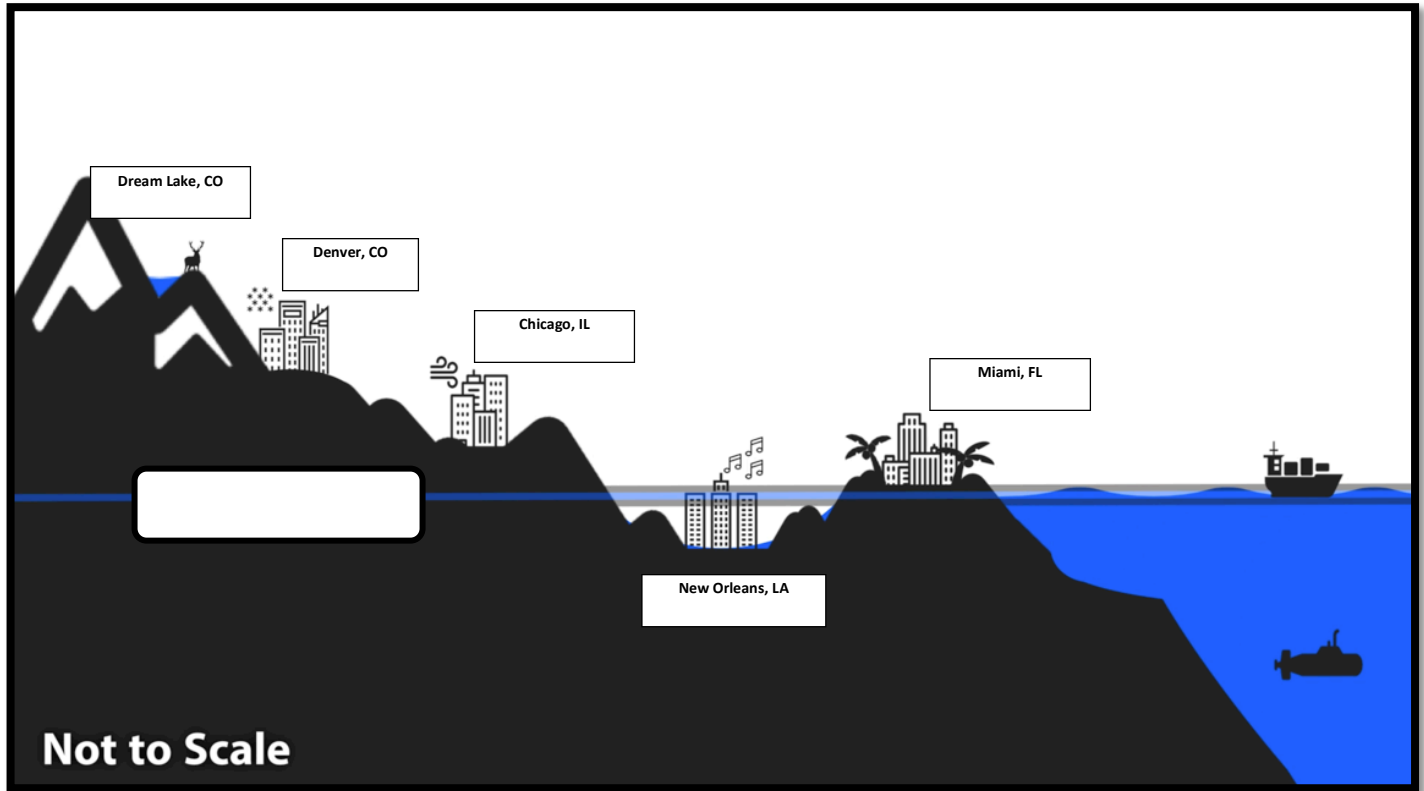 Dream Lake, CO
Denver, CO
Chicago, IL
Miami, FL
New Orleans, LA
Not to Scale